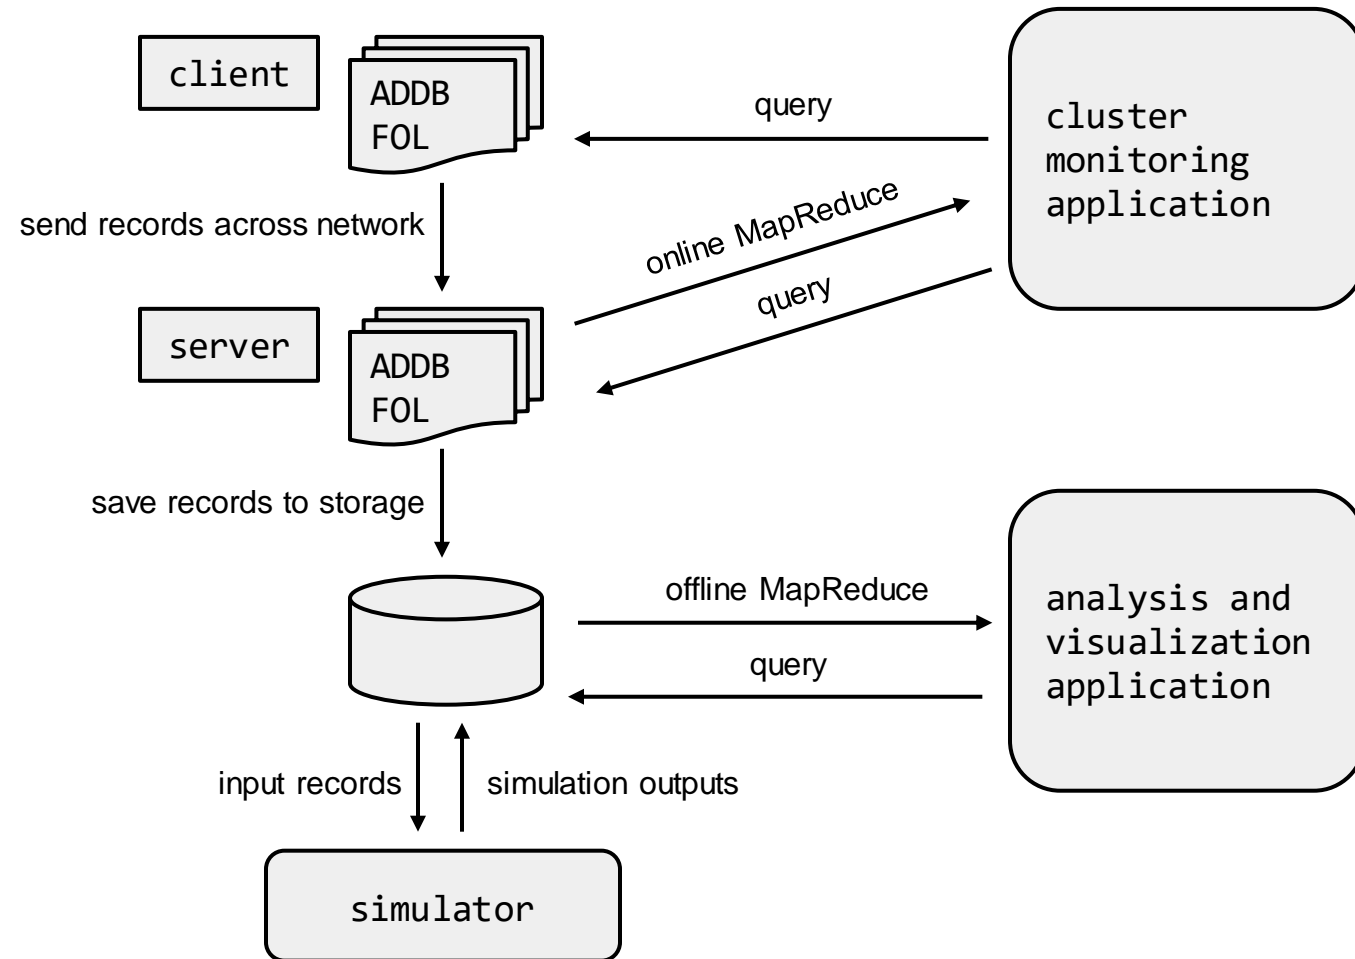 client
ADDB
FOL
query
cluster
monitoring
application
send records across network
online MapReduce
query
server
ADDB
FOL
save records to storage
offline MapReduce
query
analysis and
visualization
application
input records
simulation outputs
simulator